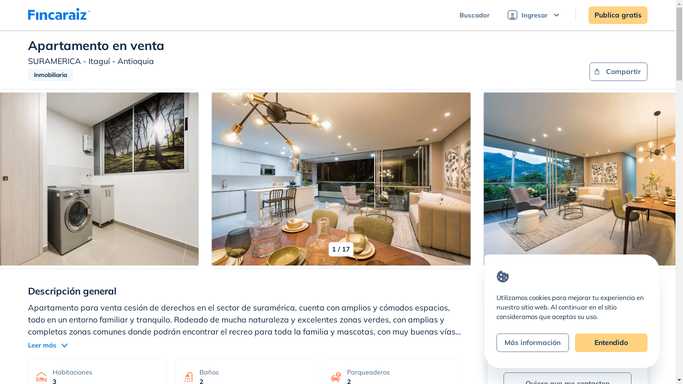 Fincaraiz
Buscador
Ingresar
Publica gratis
Apartamento en venta
SURAMERICA - Itaguí - Antioquia
Inmobiliaria
Compartir
1 / 17
Descripción general
Apartamento para venta cesión de derechos en el sector de suramérica, cuenta con amplios y cómodos espacios,
todo en un entorno familiar y tranquilo. Rodeado de mucha naturaleza y excelentes zonas verdes, con amplias y
completas zonas comunes donde podrán encontrar el recreo para toda la familia y mascotas, con muy buenas vías...
Leer más
Habitaciones
3
Baños
2
Parqueaderos
2
Utilizamos cookies para mejorar tu experiencia en
nuestro sitio web. Al continuar en el sitio
consideramos que aceptas su uso.
Más información
Entendido
Quiero que me contacten